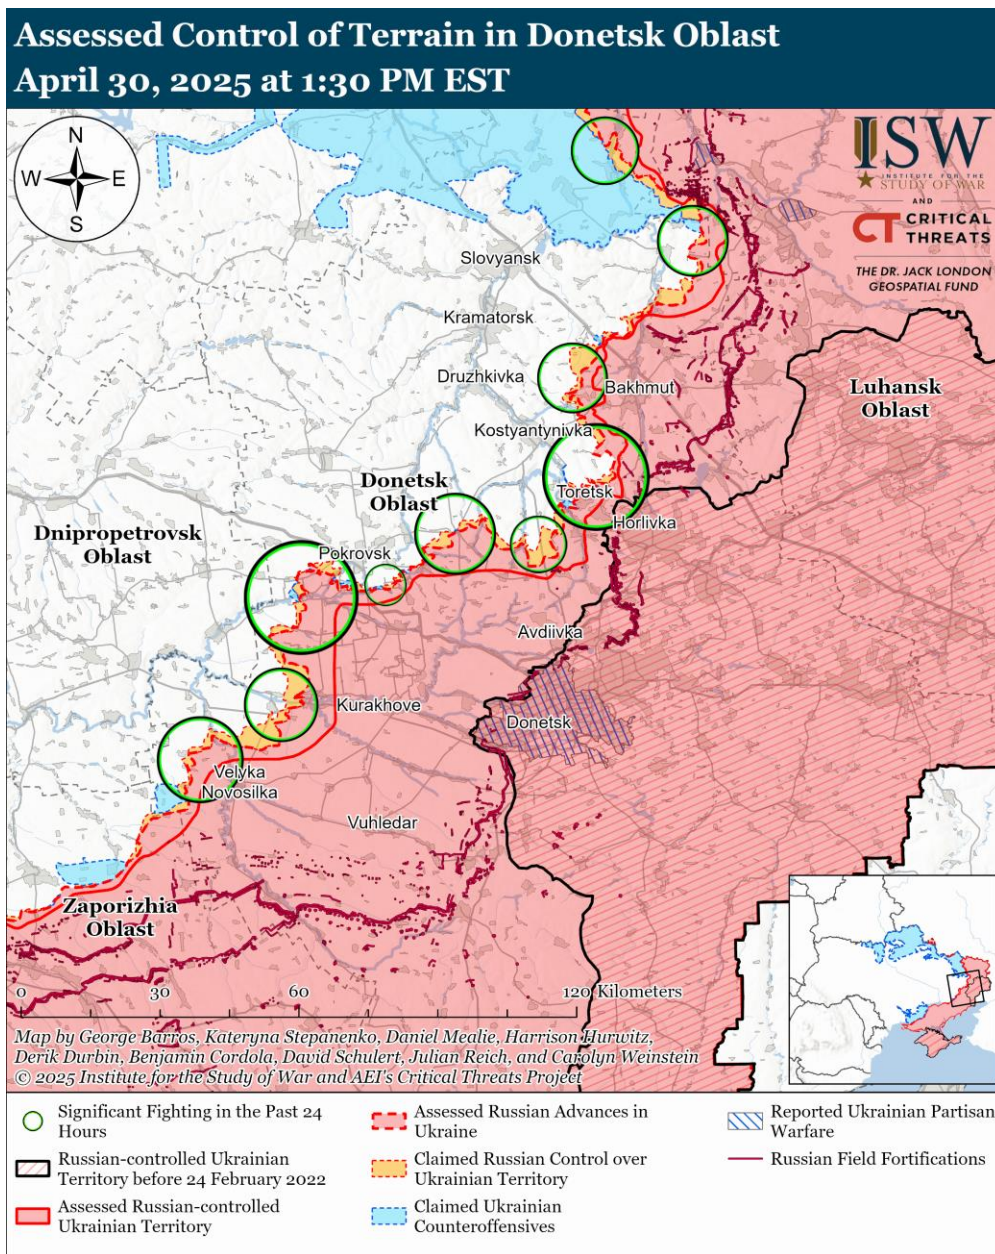 Assessed Control of Terrain in Donetsk Oblast
April 30, 2025 at 1:30 PM EST
N
W
E
S
ISW
INSTITUTE FOR THE
STUDY OF WAR
AND
CT CRITICAL
THREATS
THE DR. JACK LONDON
GEOSPATIAL FUND
Slovyansk
Kramatorsk
Druzhkivka
Bakhmut
Luhansk
Oblast
Kostyantynivka
Donetsk
Oblast
Toretsk
Horlivka
Dnipropetrovsk
Oblast
Pokrovsk
Avdiivka
Kurakhove
Donetsk
Velyka
Novosilka
Vuhledar
Zaporizhia
Oblast
0
30
60
120 Kilometers
Map by George Barros, Kateryna Stepanenko, Daniel Mealie, Harrison Hurwitz,
Derik Durbin, Benjamin Cordola, David Schulert, Julian Reich, and Carolyn Weinstein
© 2025 Institute for the Study of War and AEI's Critical Threats Project
Significant Fighting in the Past 24
Hours
Russian-controlled Ukrainian
Territory before 24 February 2022
Assessed Russian-controlled
Ukrainian Territory
Assessed Russian Advances in
Ukraine
Claimed Russian Control over
Ukrainian Territory
Claimed Ukrainian
Counteroffensives
Reported Ukrainian Partisan
Warfare
Russian Field Fortifications